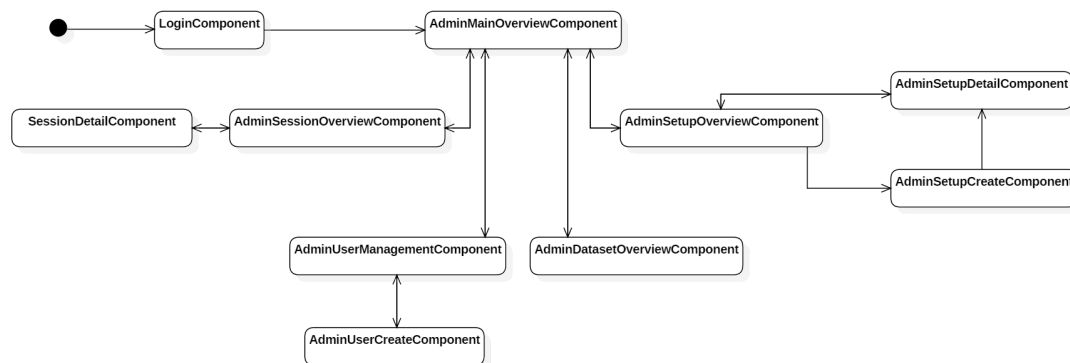 LoginComponent
AdminMainOverviewComponent
AdminSetupDetailComponent
SessionDetailComponent
AdminSessionOverviewComponent
AdminSetupOverviewComponent
AdminSetupCreateComponent
AdminUserManagementComponent
AdminDatasetOverviewComponent
AdminUserCreateComponent